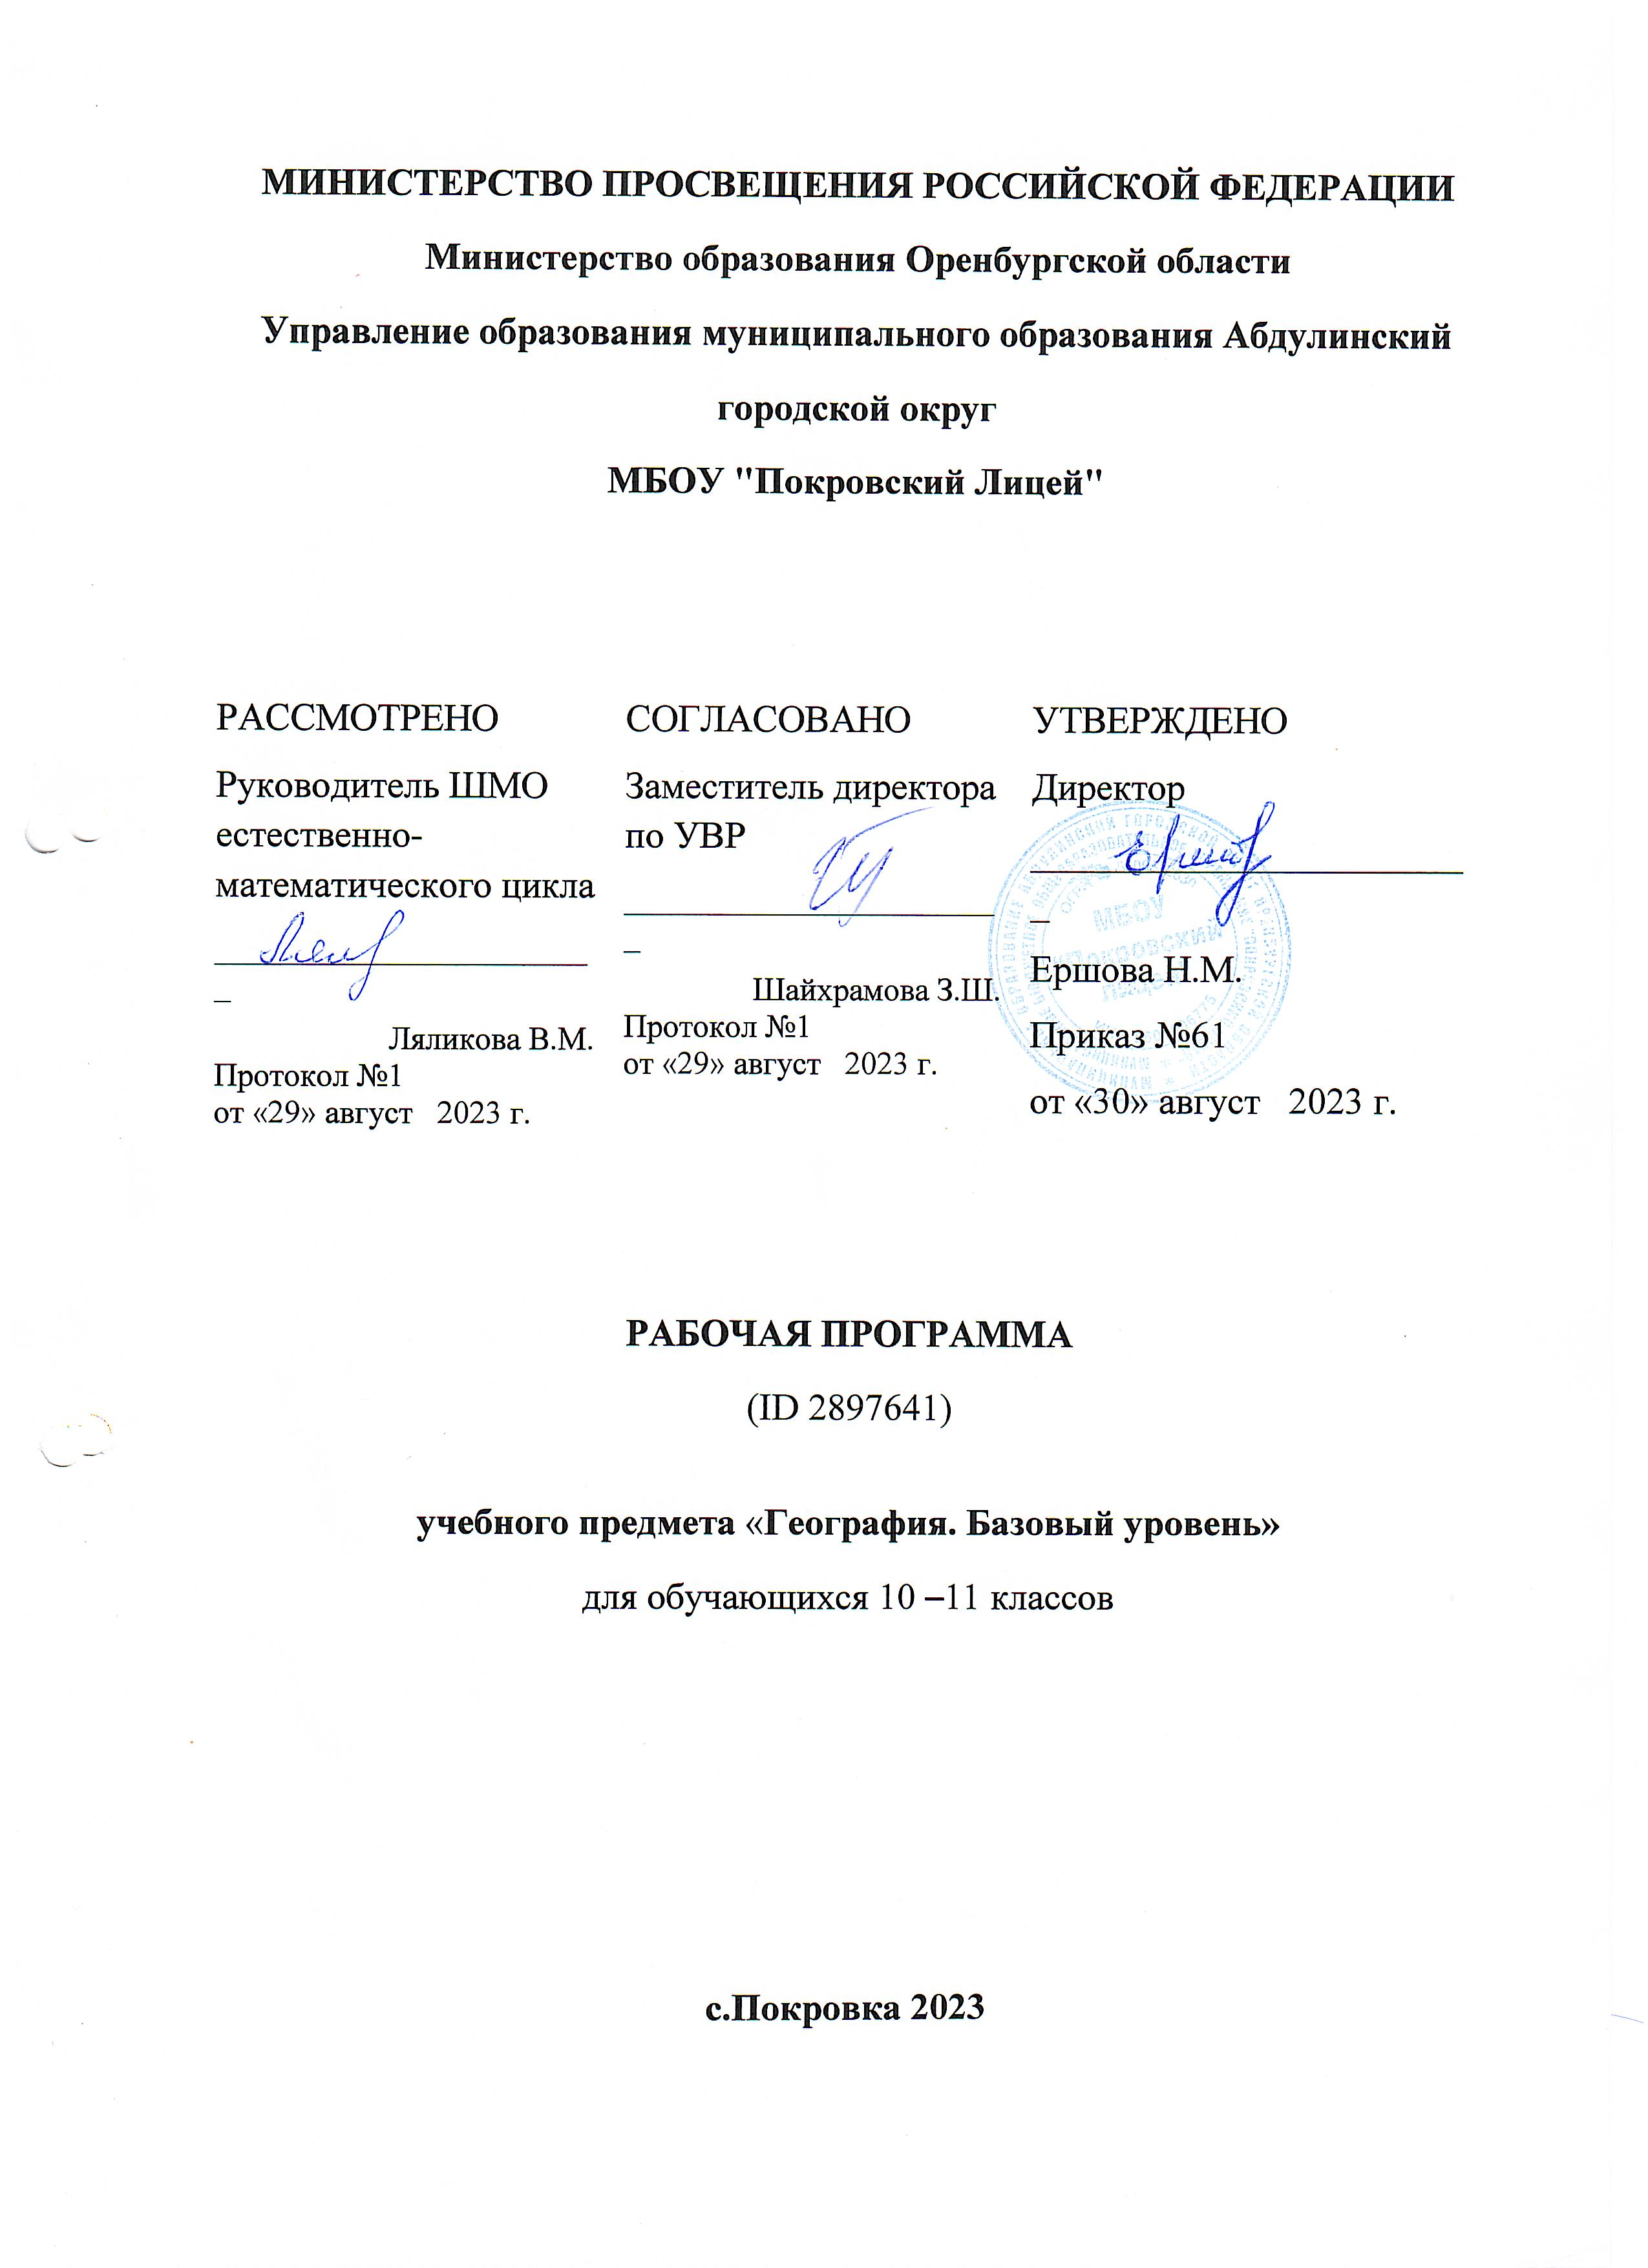 МИНИСТЕРСТВО ПРОСВЕЩЕНИЯ РОССИЙСКОЙ ФЕДЕРАЦИИ
Министерство образования Оренбургской области
Управление образования муниципального образования Абдулинский
городской округ
МБОУ "Покровский Лицей"
РАССМОТРЕНО
Руководитель ШМО
естественно-
математического цикла
Ляликова В.М.
Протокол №1
от «29» август 2023 г.
СОГЛАСОВАНО
Заместитель директора
по УВР
Шайхрамова З.Ш.
Протокол №1
от «29» август 2023 г.
УТВЕРЖДЕНО
Директор
МБОУ
Покровский
Ершова Н.М.
Приказ №61
от «30» август 2023 г.
РАБОЧАЯ ПРОГРАММА
(ID 2897641)
учебного предмета «География. Базовый уровень»
для обучающихся 10 –11 классов
с.Покровка 2023